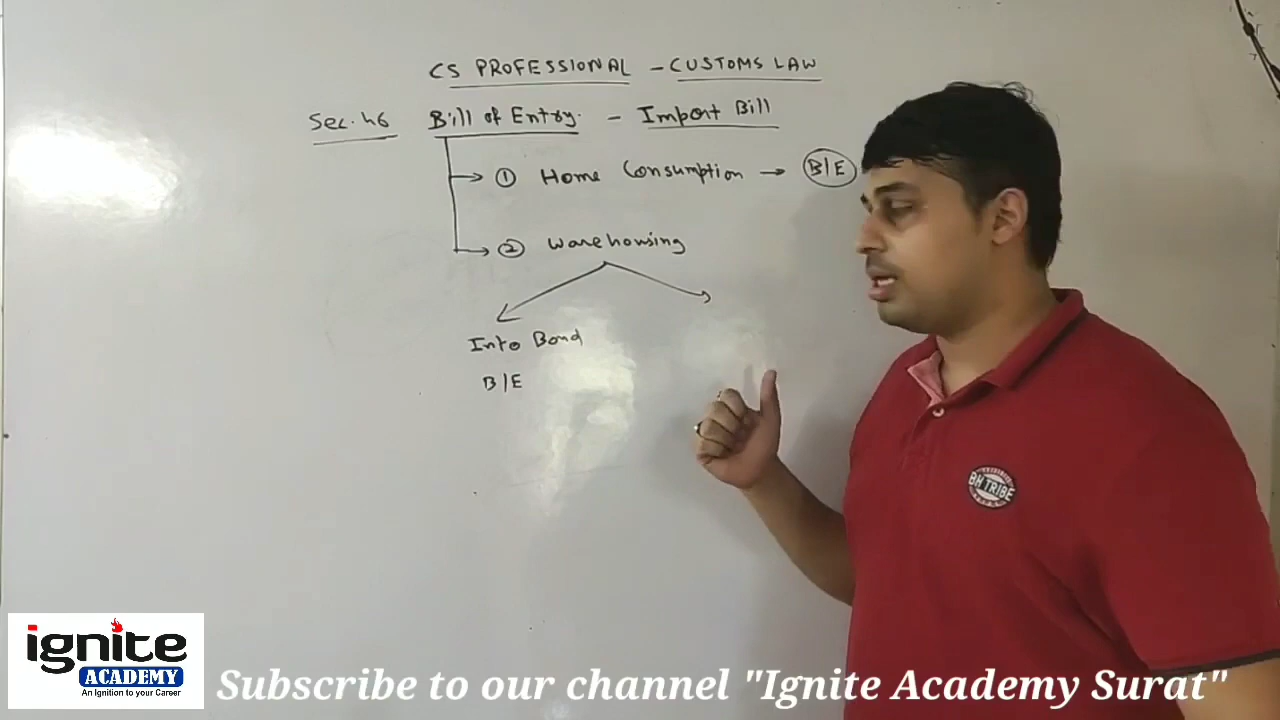 CS PROFESSIONAL - CUSTOMS LAW
Sec. 46 Bill of Entry. - Import Bill
① Home Consumption → B/E
② Warehousing
Into Bond
B/E
BH TRIBE
ignite
ACADEMY
An Ignition to your Career
Subscribe to our channel "Ignite Academy Surat"